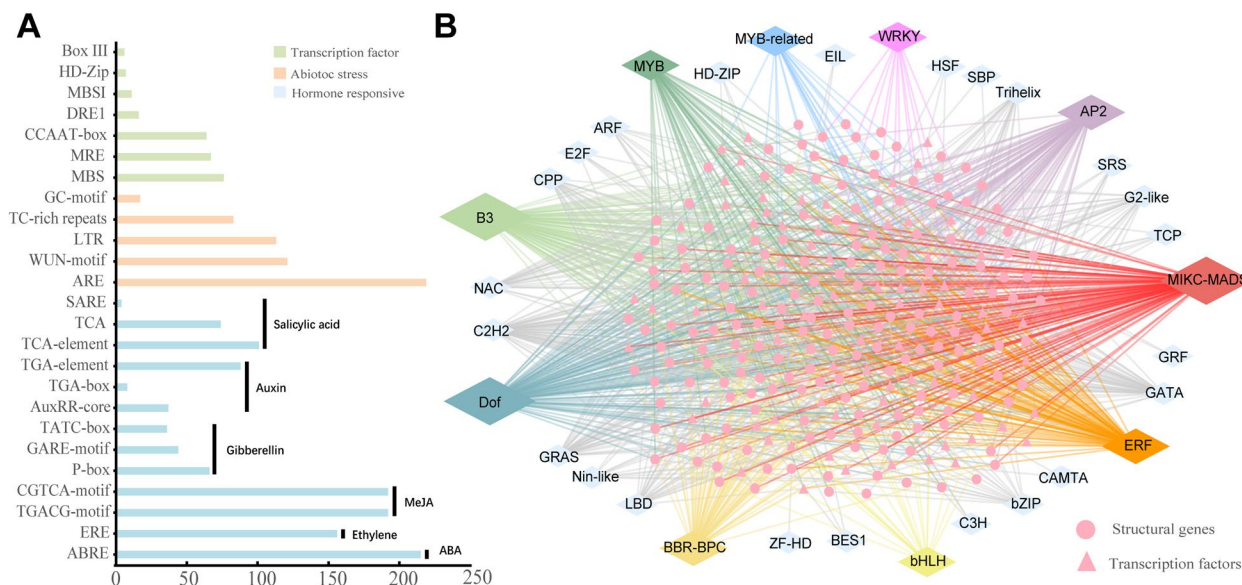 A
Box III
HD-Zip
MBSI
DRE1
CCAAT-box
MRE
MBS
GC-motif
TC-rich repeats
LTR
WUN-motif
ARE
SARE
TCA
TCA-element
TGA-element
TGA-box
AuxRR-core
TATC-box
GARE-motif
P-box
CGTCA-motif
TGACG-motif
ERE
ABRE
Transcription factor
Abiotoc stress
Hormone responsive
Salicylic acid
Auxin
Gibberellin
MeJA
Ethylene
ABA
0 50 100 150 200 250
B
WRKY
MYB-related
EIL
MYB
HD-ZIP
HSF
SBP
Trihelix
AP2
ARF
E2F
CPP
SRS
G2-like
B3
TCP
NAC
MIKC-MADS
C2H2
GRF
GATA
Dof
ERF
GRAS
Nin-like
LBD
CAMTA
bZIP
C3H
BBR-BPC
ZF-HD
BES1
bHLH
Structural genes
Transcription factors